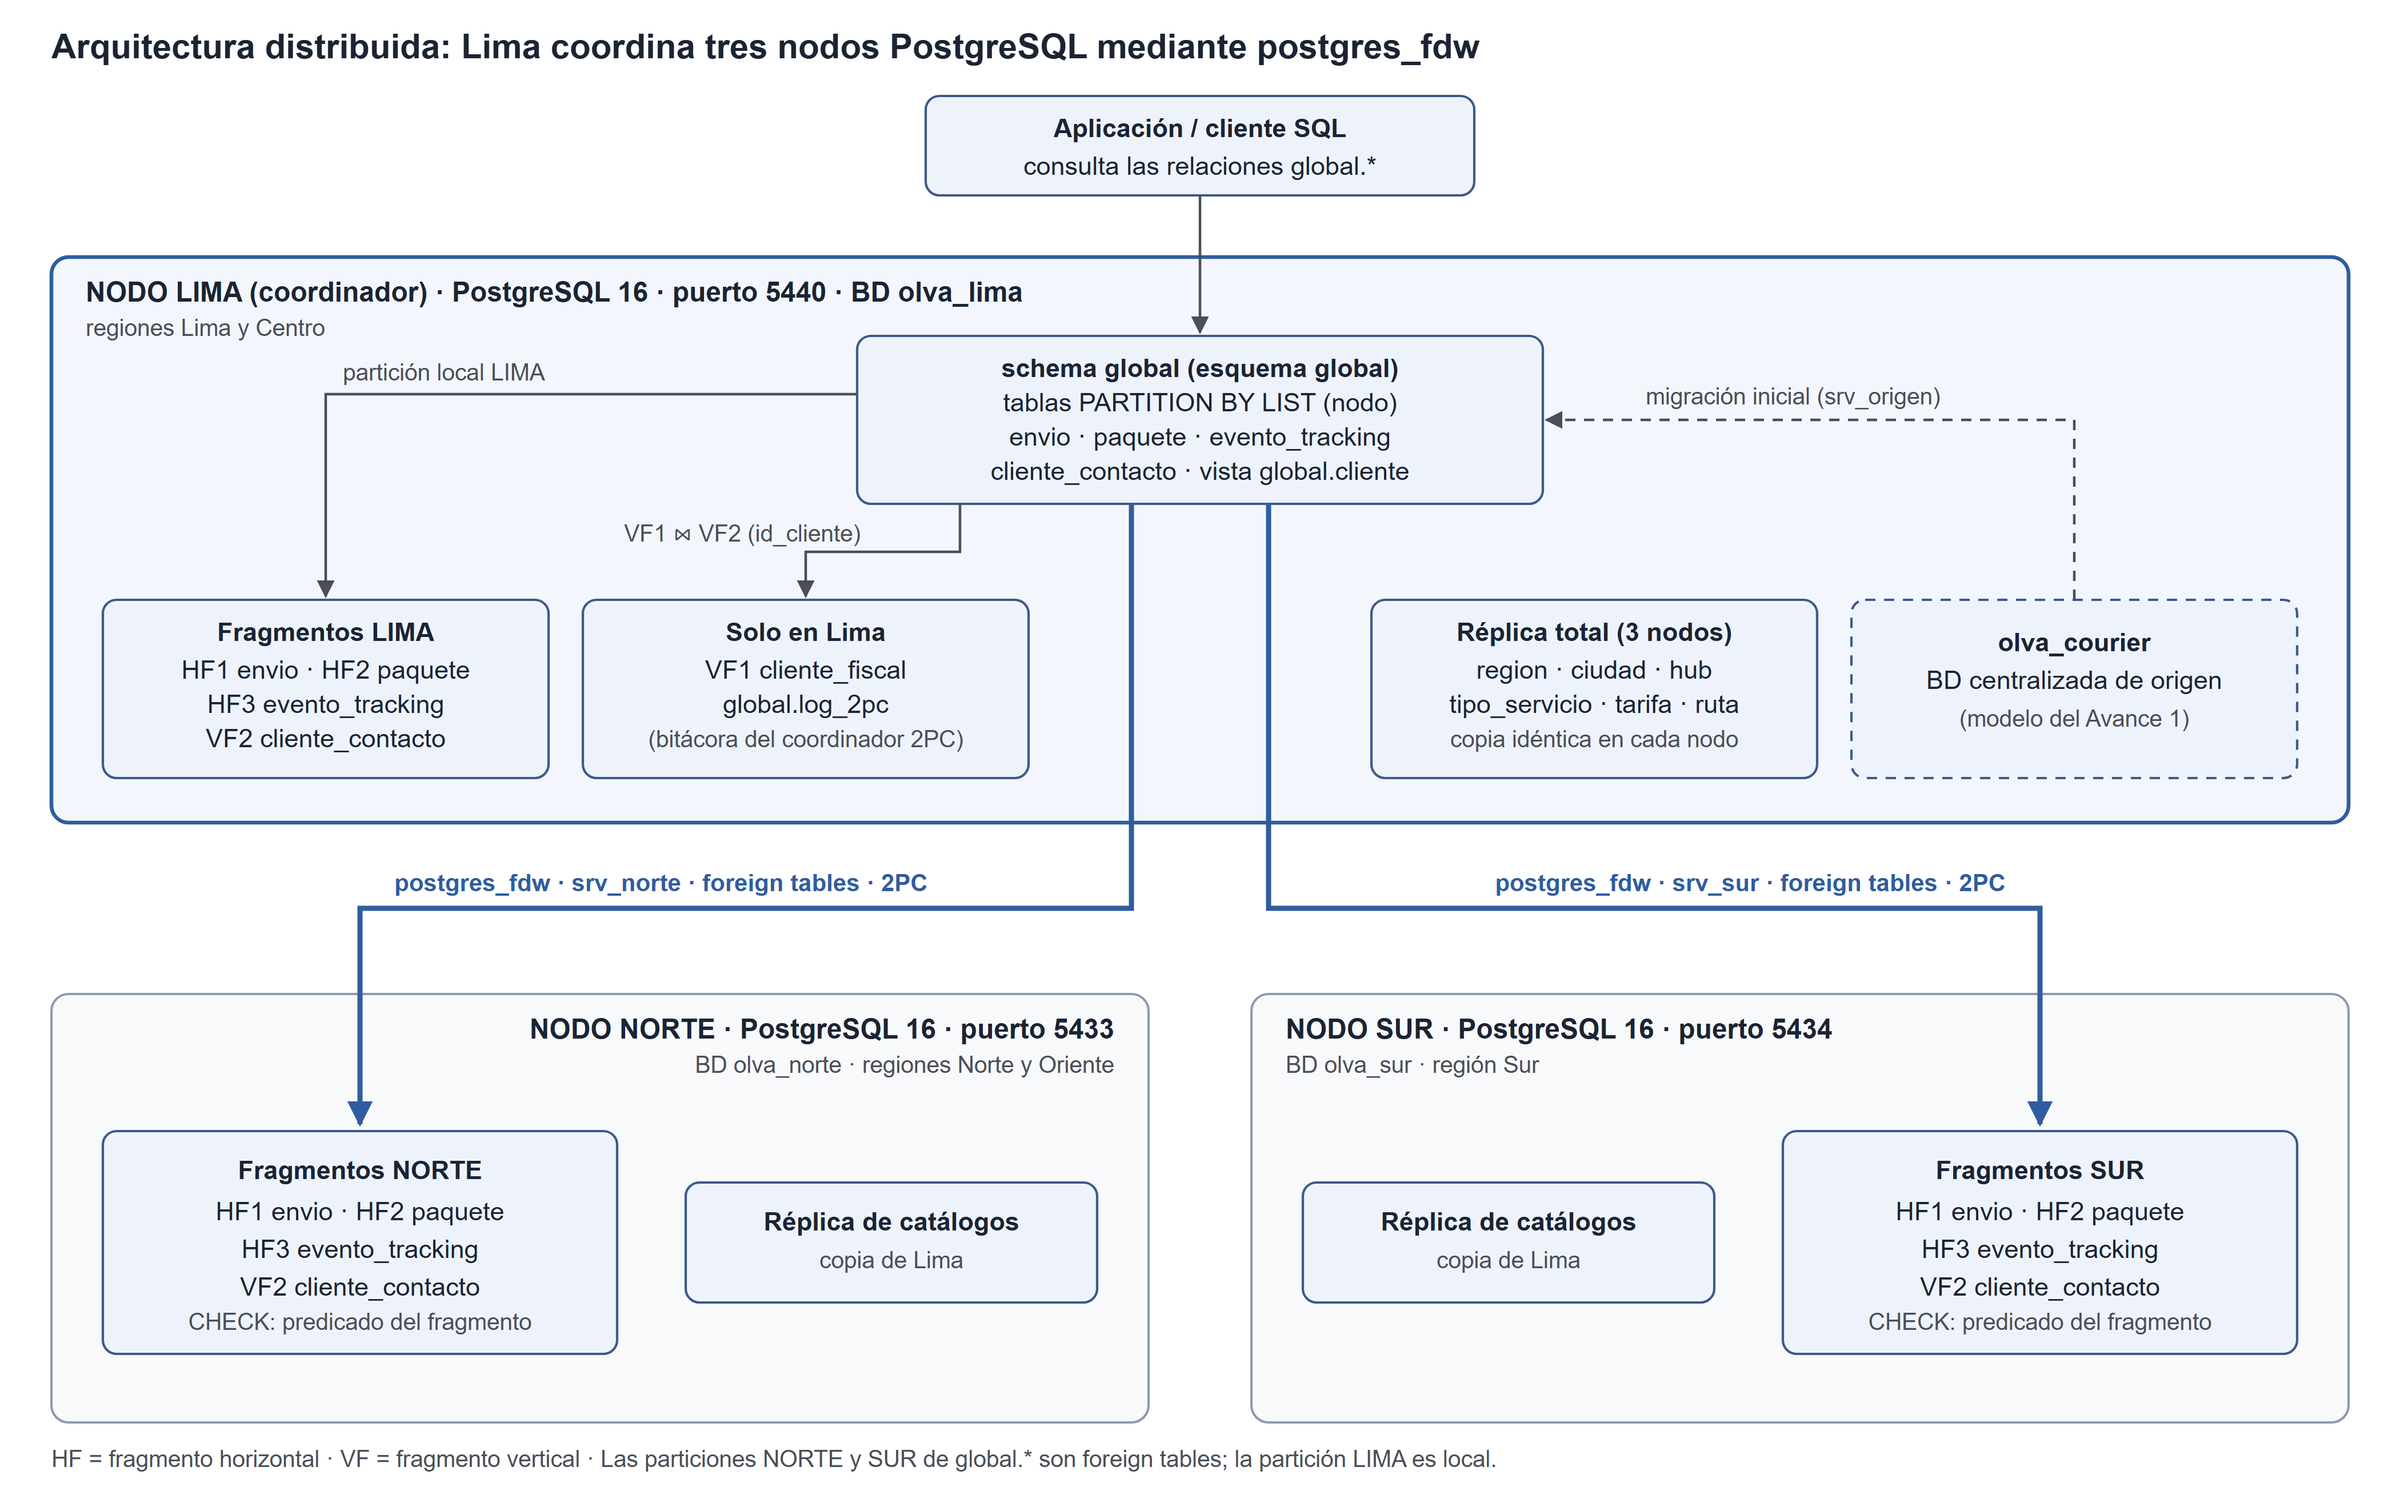 Arquitectura distribuida: Lima coordina tres nodos PostgreSQL mediante postgres_fdw
Aplicación / cliente SQL
consulta las relaciones global.*
NODO LIMA (coordinador) · PostgreSQL 16 · puerto 5440 · BD olva_lima
regiones Lima y Centro
schema global (esquema global)
tablas PARTITION BY LIST (nodo)
envio · paquete · evento_tracking
cliente_contacto · vista global.cliente
partición local LIMA
migración inicial (srv_origen)
VF1 ⋈ VF2 (id_cliente)
Fragmentos LIMA
HF1 envio · HF2 paquete
HF3 evento_tracking
VF2 cliente_contacto
Solo en Lima
VF1 cliente_fiscal
global.log_2pc
(bitácora del coordinador 2PC)
Réplica total (3 nodos)
region · ciudad · hub
tipo_servicio · tarifa · ruta
copia idéntica en cada nodo
olva_courier
BD centralizada de origen
(modelo del Avance 1)
postgres_fdw · srv_norte · foreign tables · 2PC
postgres_fdw · srv_sur · foreign tables · 2PC
NODO NORTE · PostgreSQL 16 · puerto 5433
BD olva_norte · regiones Norte y Oriente
Fragmentos NORTE
HF1 envio · HF2 paquete
HF3 evento_tracking
VF2 cliente_contacto
CHECK: predicado del fragmento
Réplica de catálogos
copia de Lima
NODO SUR · PostgreSQL 16 · puerto 5434
BD olva_sur · región Sur
Réplica de catálogos
copia de Lima
Fragmentos SUR
HF1 envio · HF2 paquete
HF3 evento_tracking
VF2 cliente_contacto
CHECK: predicado del fragmento
HF = fragmento horizontal · VF = fragmento vertical · Las particiones NORTE y SUR de global.* son foreign tables; la partición LIMA es local.